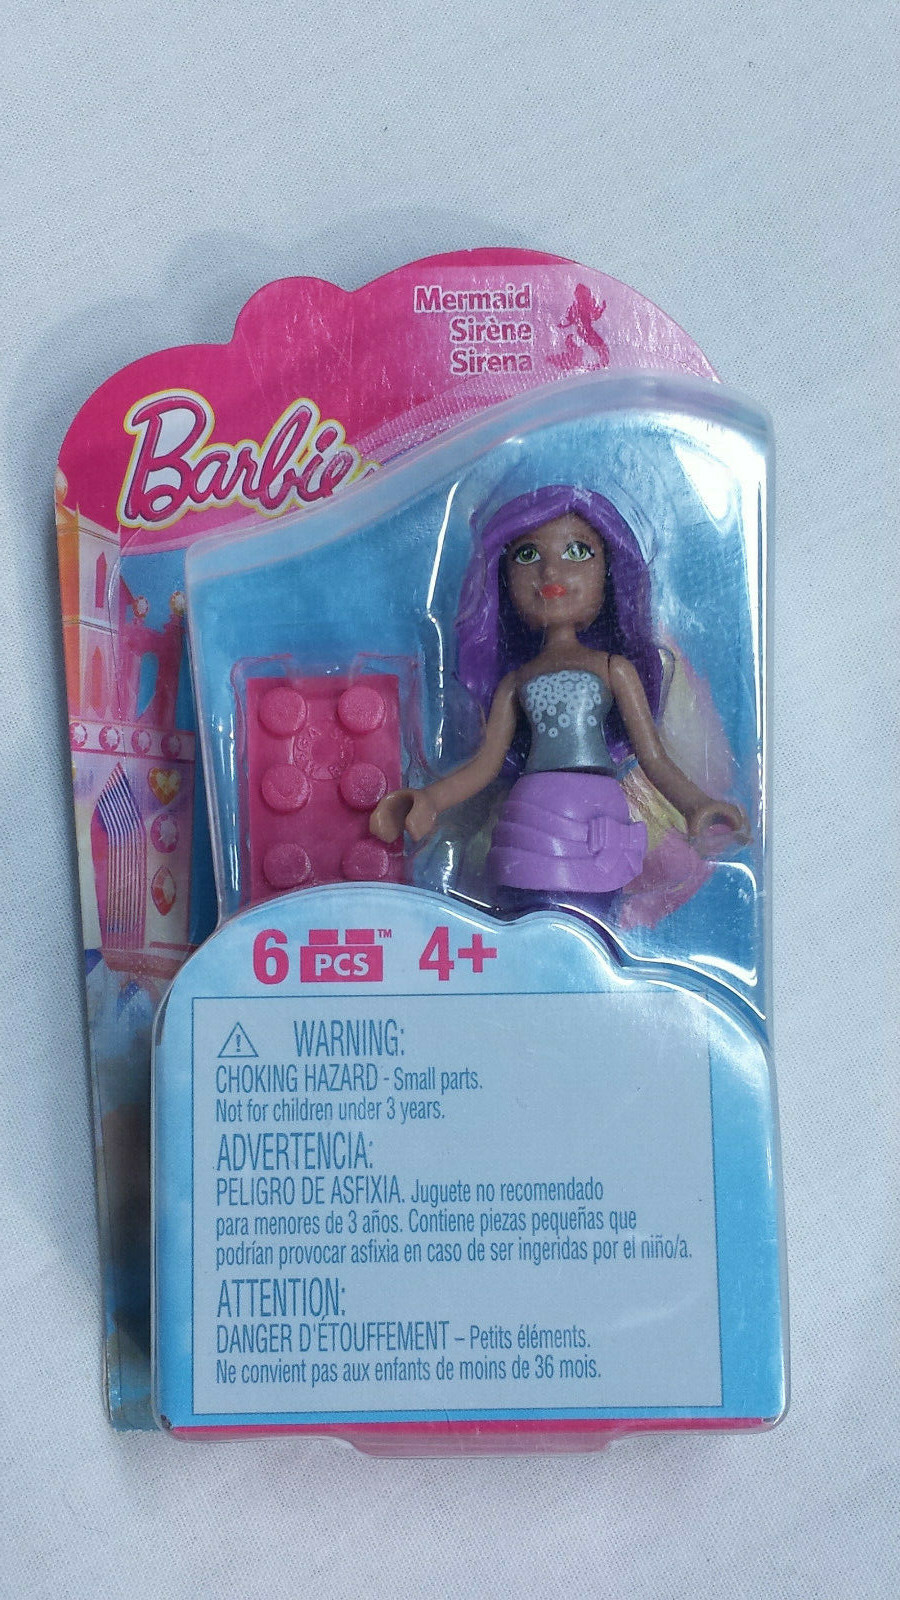 Mermaid
Sirène
Sirena
Barbie
6 PCS™ 4+
WARNING:
CHOKING HAZARD - Small parts.
Not for children under 3 years.
ADVERTENCIA:
PELIGRO DE ASFIXIA. Juguete no recomendado
para menores de 3 años. Contiene piezas pequeñas que
podrían provocar asfixia en caso de ser ingeridas por el niño/a.
ATTENTION:
DANGER D'ÉTOUFFEMENT – Petits éléments.
Ne convient pas aux enfants de moins de 36 mois.